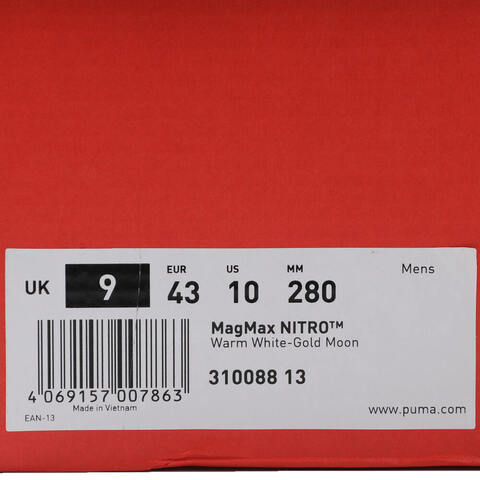 EUR US MM Mens
UK 9 43 10 280
MagMax NITRO™
Warm White-Gold Moon
310088 13
4 069157 007863
Made in Vietnam
EAN-13
www.puma.com